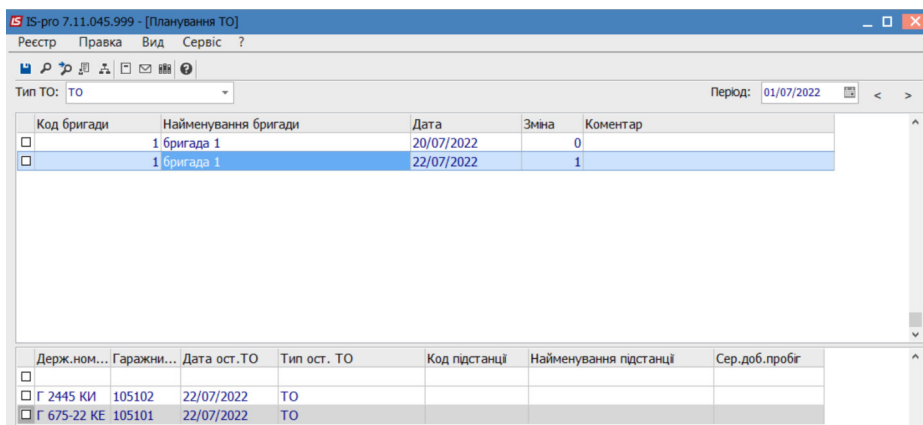 IS-pro 7.11.045.999 - [Планування ТО]
Реєстр Правка Вид Сервіс ?
Тип ТО: ТО Період: 01/07/2022 < >
Код бригади Найменування бригади Дата Зміна Коментар
1 бригада 1 20/07/2022 0
1 бригада 1 22/07/2022 1
Держ.ном... Гаражни... Дата ост.ТО Тип ост. ТО Код підстанції Найменування підстанції Сер.доб.пробіг
Г 2445 КИ 105102 22/07/2022 ТО
Г 675-22 КЕ 105101 22/07/2022 ТО